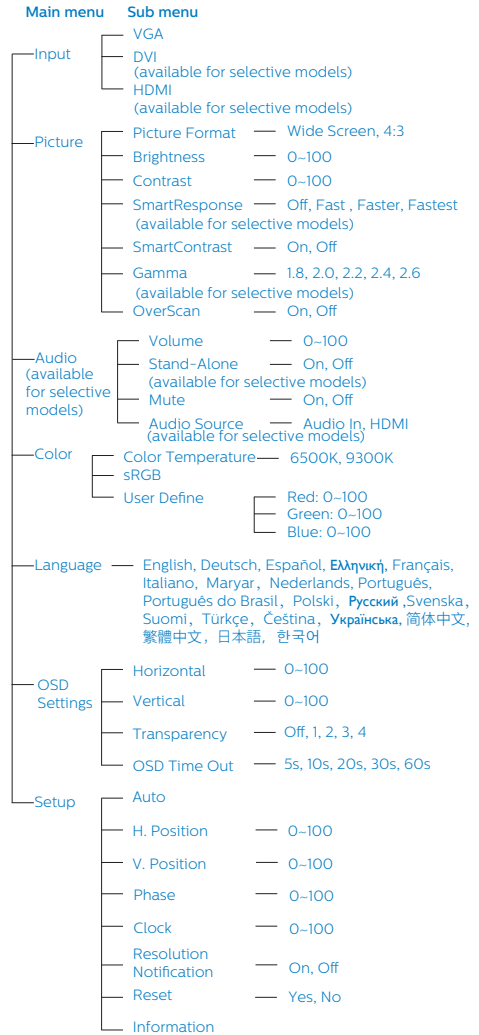 Main menu Sub menu
VGA
Input
DVI
(available for selective models)
HDMI
(available for selective models)
Picture
Picture Format Wide Screen, 4:3
Brightness 0~100
Contrast 0~100
SmartResponse Off, Fast , Faster, Fastest
(available for selective models)
SmartContrast On, Off
Gamma 1.8, 2.0, 2.2, 2.4, 2.6
(available for selective models)
OverScan On, Off
Audio
(available
for selective
models)
Volume 0~100
Stand-Alone On, Off
(available for selective models)
Mute On, Off
Audio Source Audio In, HDMI
(available for selective models)
Color
Color Temperature 6500K, 9300K
sRGB
User Define Red: 0~100
Green: 0~100
Blue: 0~100
Language English, Deutsch, Español, Ελληνική, Français,
Italiano, Maryar, Nederlands, Português,
Português do Brasil, Polski, Русский ,Svenska,
Suomi, Türkçe, Čeština, Українська, 简体中文,
繁體中文, 日本語, 한국어
OSD
Settings
Horizontal 0~100
Vertical 0~100
Transparency Off, 1, 2, 3, 4
OSD Time Out 5s, 10s, 20s, 30s, 60s
Setup
Auto
H. Position 0~100
V. Position 0~100
Phase 0~100
Clock 0~100
Resolution
Notification On, Off
Reset Yes, No
Information